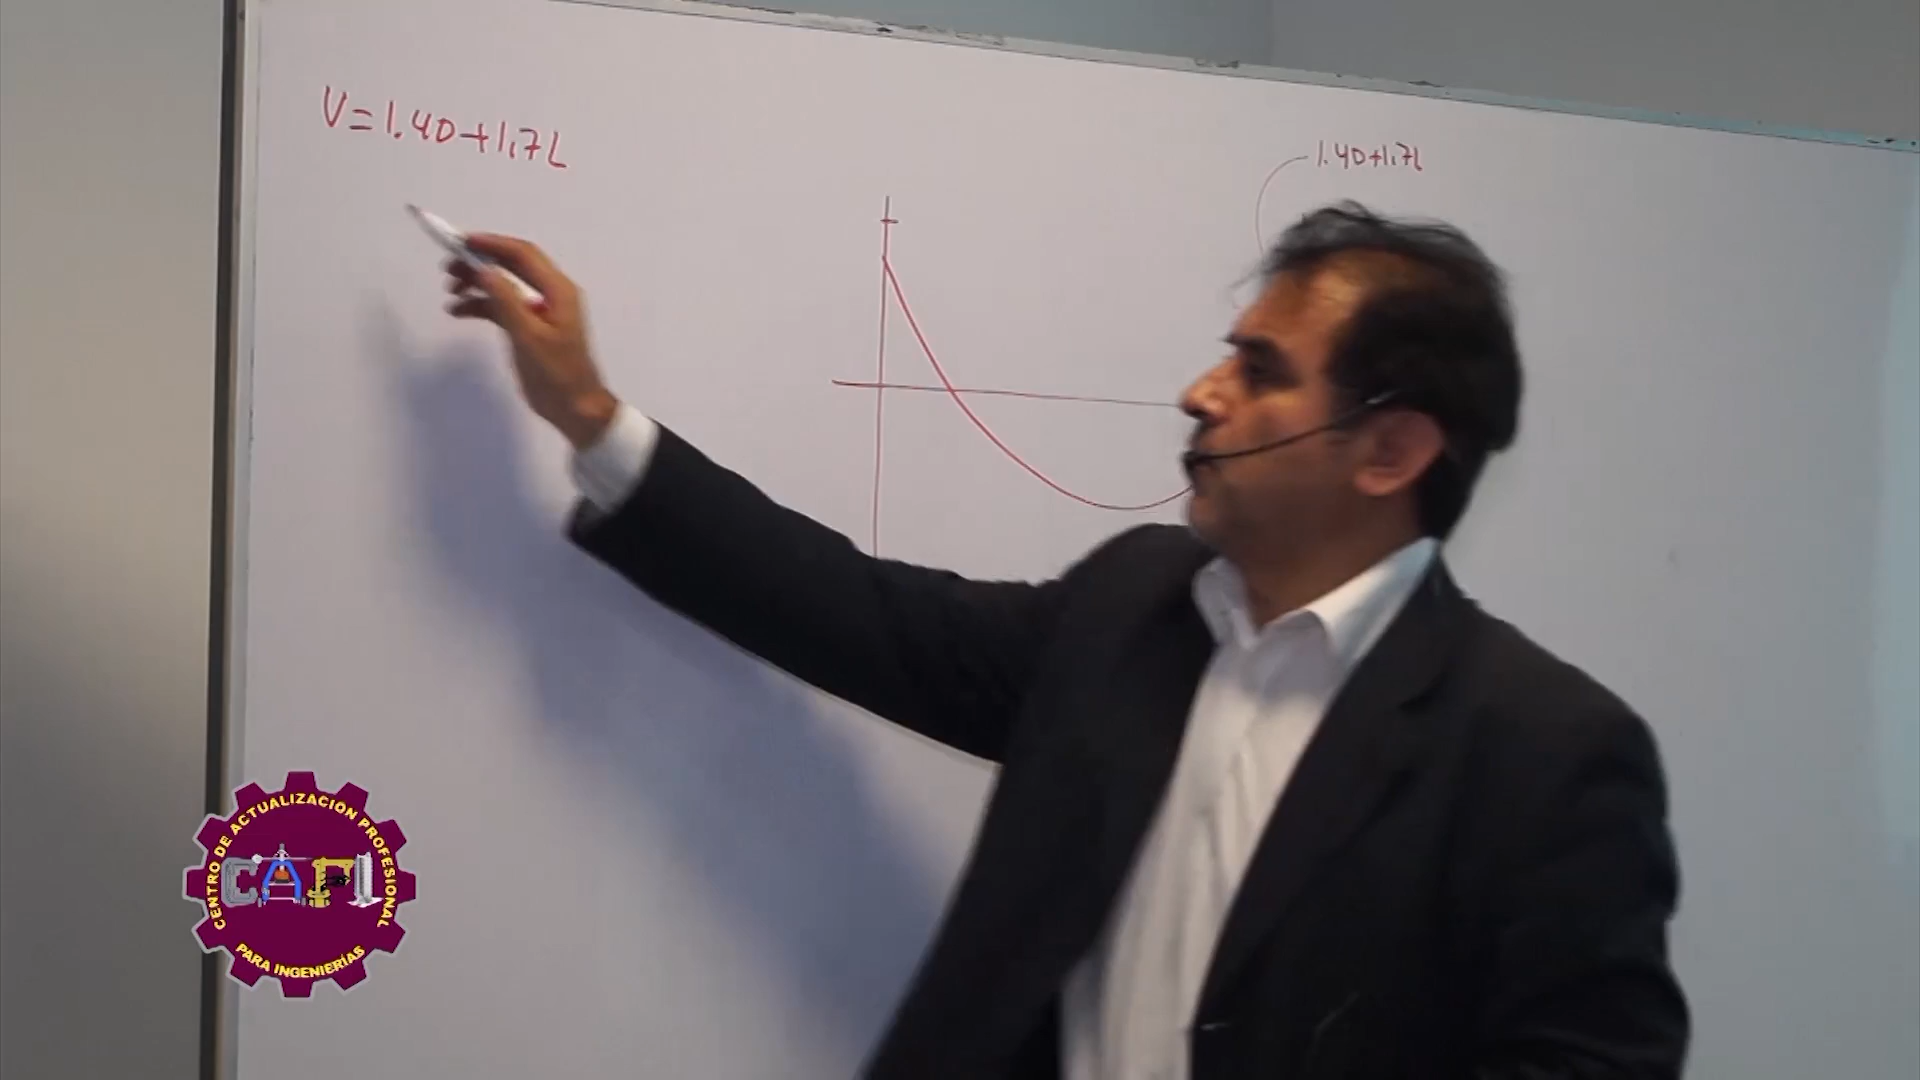 V=1.4D+1.7L
1.4D+1.7L
CENTRO DE ACTUALIZACIÓN PROFESIONAL
CAPI
PARA INGENIERÍAS